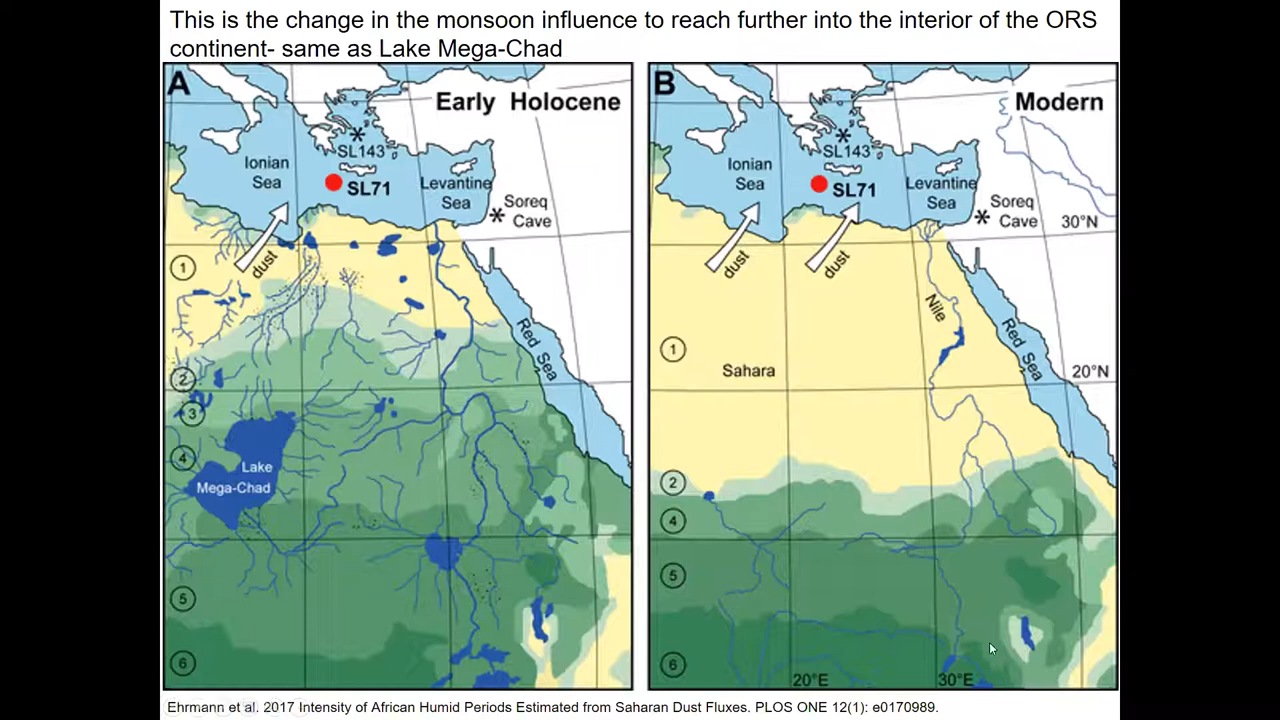 This is the change in the monsoon influence to reach further into the interior of the ORS
continent- same as Lake Mega-Chad
A
Early Holocene
SL143
Ionian
Sea
SL71
Levantine
Sea
Soreq
Cave
dust
1
Red Sea
2
3
4
Lake
Mega-Chad
5
6
B
Modern
SL143
Ionian
Sea
SL71
Levantine
Sea
Soreq
Cave
30°N
dust
dust
Nile
1
Red Sea
Sahara
20°N
2
4
5
6
20°E
30°E
Ehrmann et al. 2017 Intensity of African Humid Periods Estimated from Saharan Dust Fluxes. PLOS ONE 12(1): e0170989.